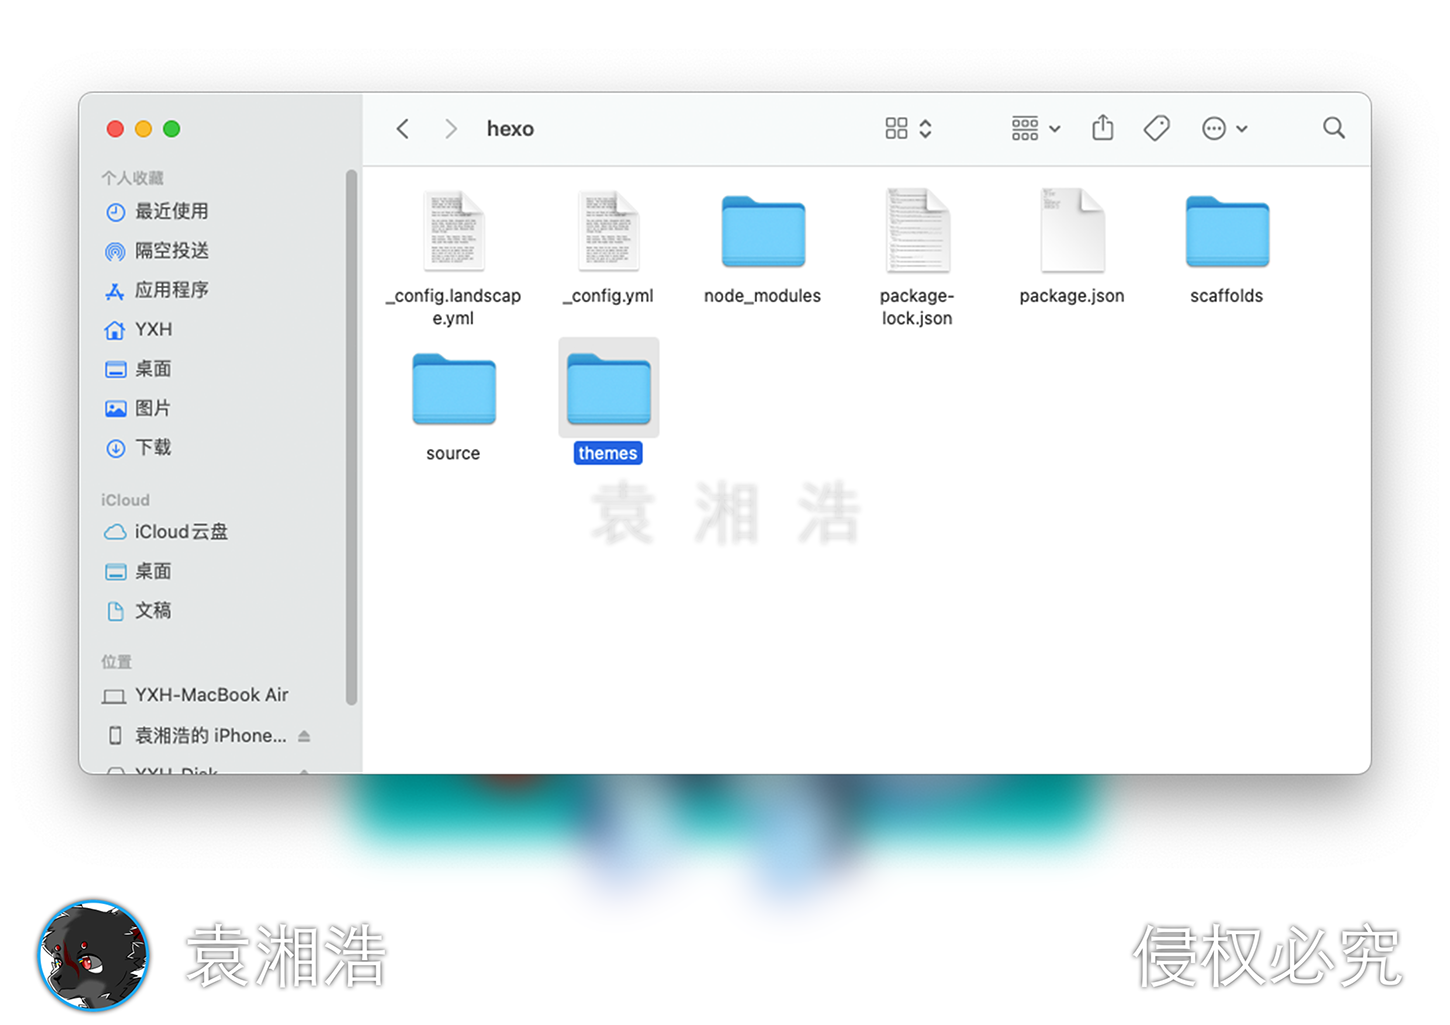 hexo
个人收藏
最近使用
隔空投送
应用程序
YXH
桌面
图片
下载
iCloud
iCloud云盘
桌面
文稿
位置
YXH-MacBook Air
袁湘浩的 iPhone...
YXH-Disk
_config.landscap
e.yml
_config.yml
node_modules
package-
lock.json
package.json
scaffolds
source
themes
袁湘浩
袁湘浩
侵权必究